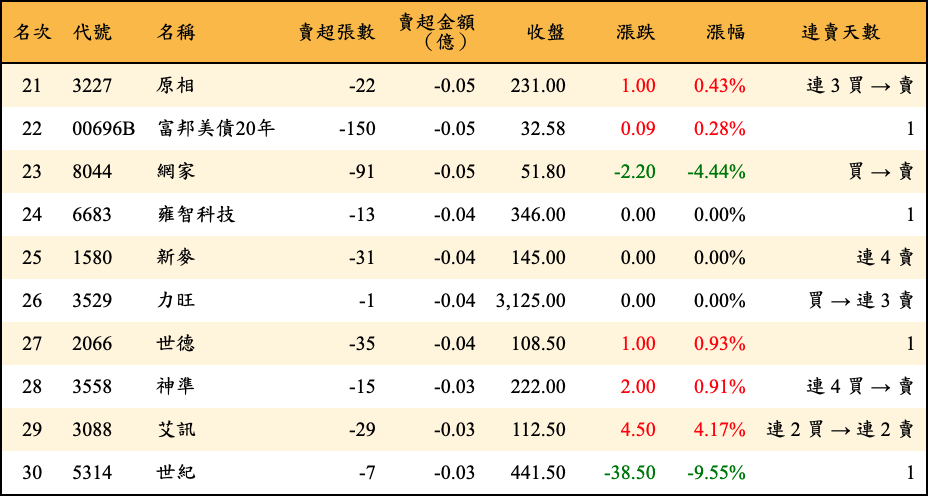 名次 代號 名稱 賣超張數 賣超金額（億） 收盤 漲跌 漲幅 連賣天數
21 3227 原相 -22 -0.05 231.00 1.00 0.43% 連 3 買 → 賣
22 00696B 富邦美債20年 -150 -0.05 32.58 0.09 0.28% 1
23 8044 網家 -91 -0.05 51.80 -2.20 -4.44% 買 → 賣
24 6683 雍智科技 -13 -0.04 346.00 0.00 0.00% 1
25 1580 新麥 -31 -0.04 145.00 0.00 0.00% 連 4 賣
26 3529 力旺 -1 -0.04 3,125.00 0.00 0.00% 買 → 連 3 賣
27 2066 世德 -35 -0.04 108.50 1.00 0.93% 1
28 3558 神準 -15 -0.03 222.00 2.00 0.91% 連 4 買 → 賣
29 3088 艾訊 -29 -0.03 112.50 4.50 4.17% 連 2 買 → 連 2 賣
30 5314 世紀 -7 -0.03 441.50 -38.50 -9.55% 1